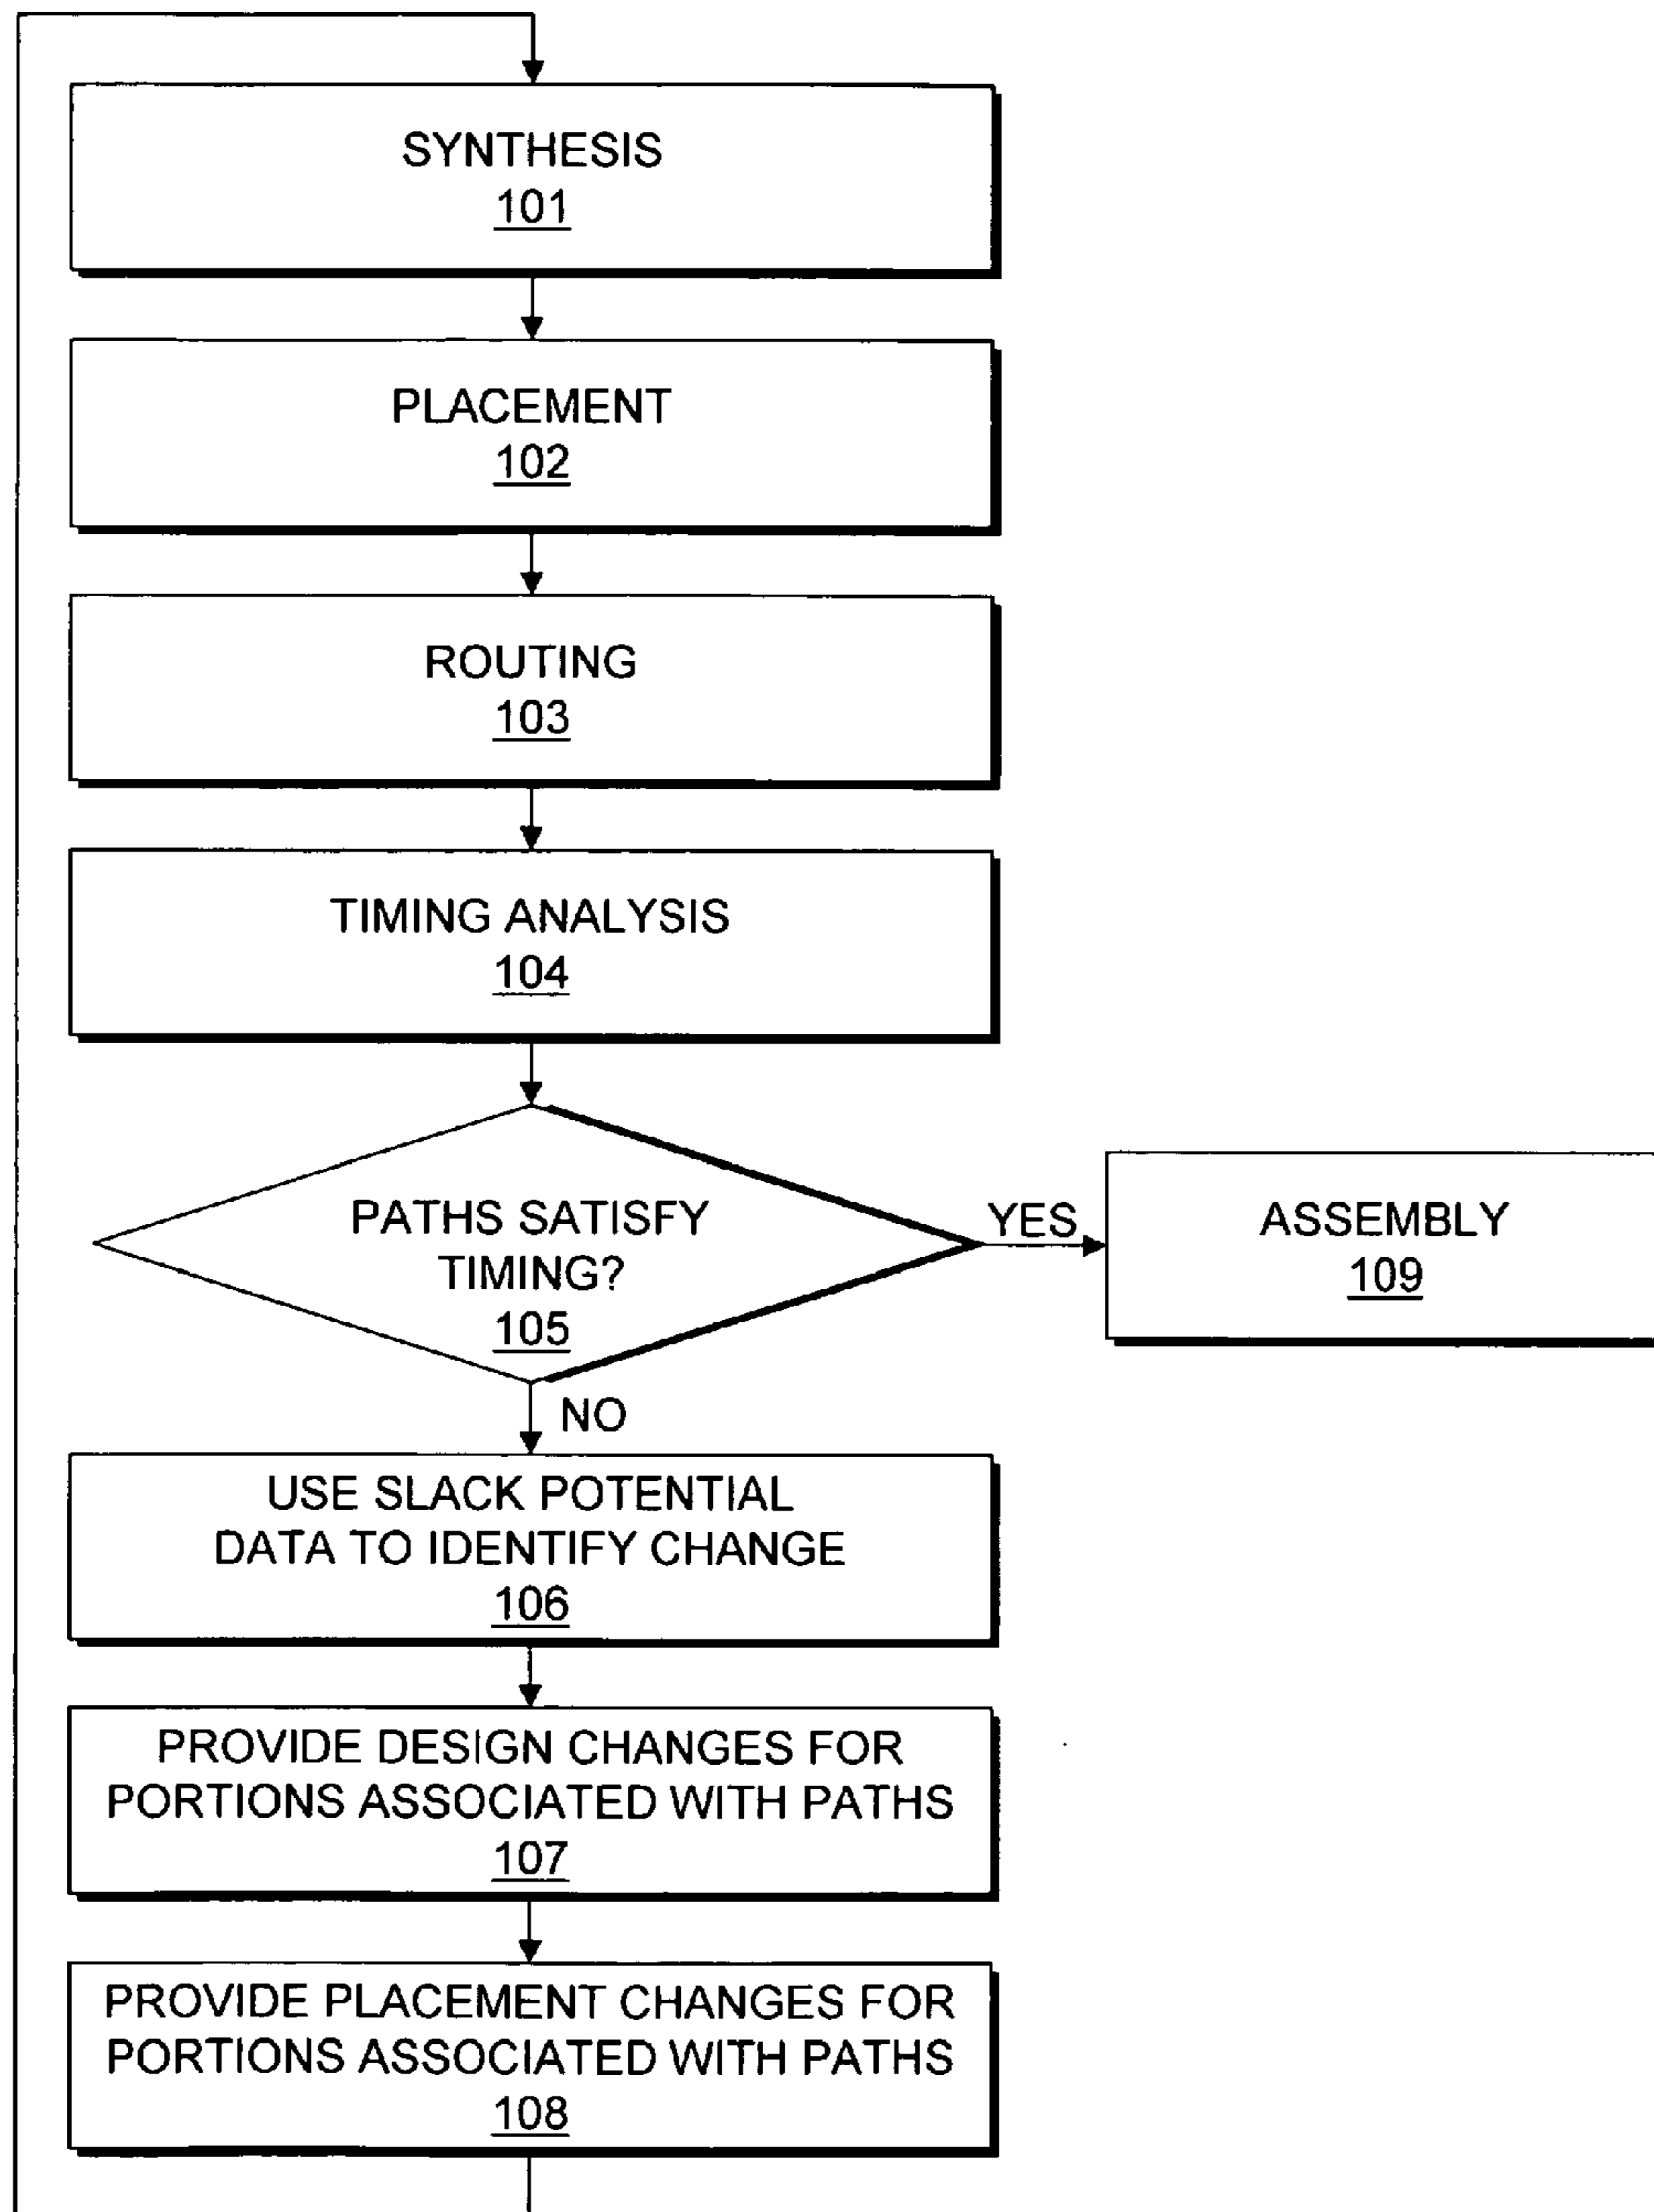 SYNTHESIS
101
PLACEMENT
102
ROUTING
103
TIMING ANALYSIS
104
PATHS SATISFY
TIMING?
105
YES
ASSEMBLY
109
NO
USE SLACK POTENTIAL
DATA TO IDENTIFY CHANGE
106
PROVIDE DESIGN CHANGES FOR
PORTIONS ASSOCIATED WITH PATHS
107
PROVIDE PLACEMENT CHANGES FOR
PORTIONS ASSOCIATED WITH PATHS
108